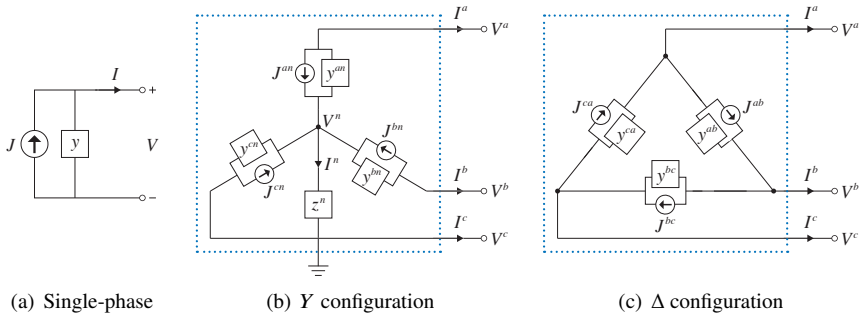 I
J
y
V
+
−
(a) Single-phase
I^a
V^a
J^{an}
y^{an}
V^n
J^{bn}
y^{cn}
I^n
y^{bn}
J^{cn}
z^n
I^b
V^b
I^c
V^c
(b) Y configuration
I^a
V^a
J^{ca}
J^{ab}
y^{ca}
y^{ab}
y^{bc}
J^{bc}
I^b
V^b
I^c
V^c
(c) Δ configuration